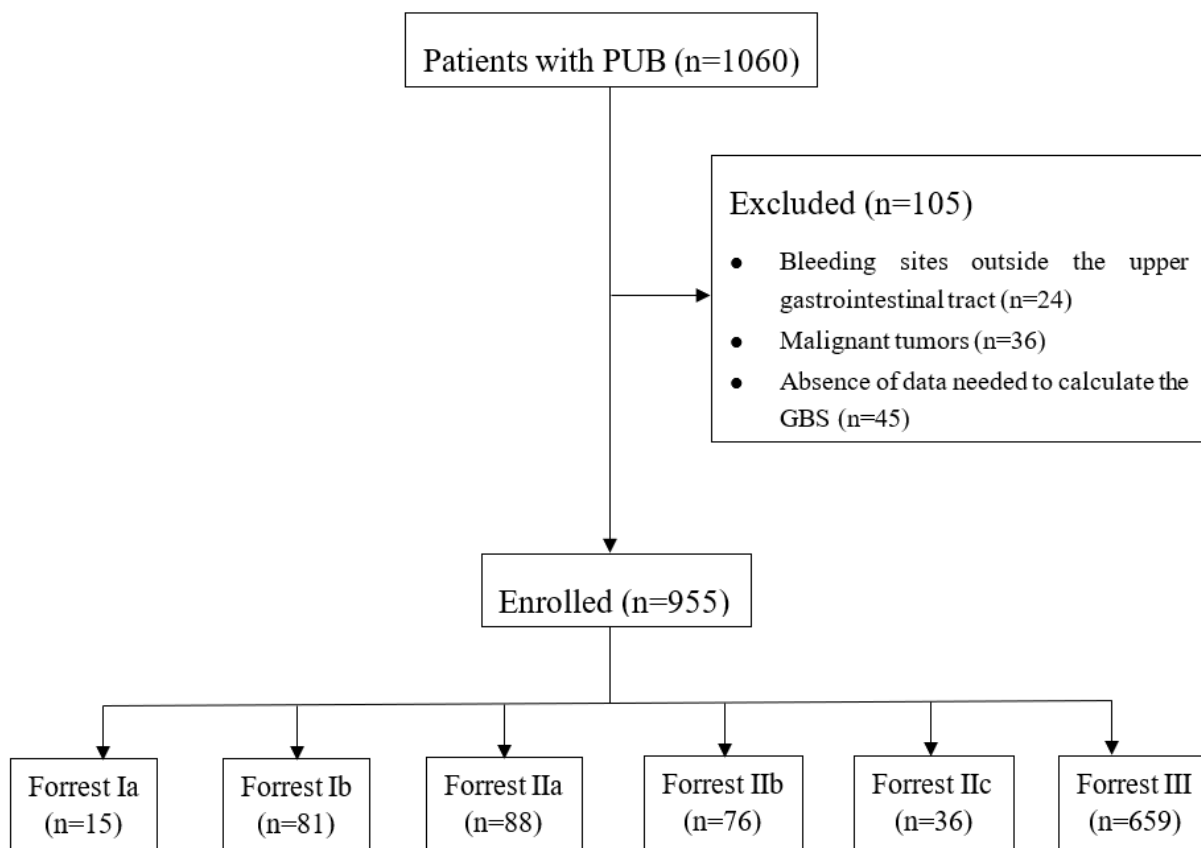 Patients with PUB (n=1060)
Excluded (n=105)
● Bleeding sites outside the upper
gastrointestinal tract (n=24)
● Malignant tumors (n=36)
● Absence of data needed to calculate the
GBS (n=45)
Enrolled (n=955)
Forrest Ia
(n=15)
Forrest Ib
(n=81)
Forrest IIa
(n=88)
Forrest IIb
(n=76)
Forrest IIc
(n=36)
Forrest III
(n=659)